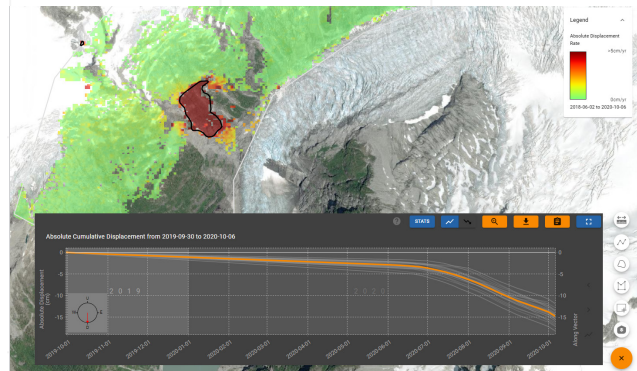 Legend
Absolute Displacement
Rate
>5cm/yr
0cm/yr
2018-06-02 to 2020-10-06
STATS
Absolute Cumulative Displacement from 2019-09-30 to 2020-10-06
Absolute Displacement
(cm)
0
-5
-10
-15
2019
2020
U
E
D
Along Vector
2019-10-01
2019-11-01
2019-12-01
2020-01-01
2020-02-01
2020-03-01
2020-04-01
2020-05-01
2020-06-01
2020-07-01
2020-08-01
2020-09-01
2020-10-01